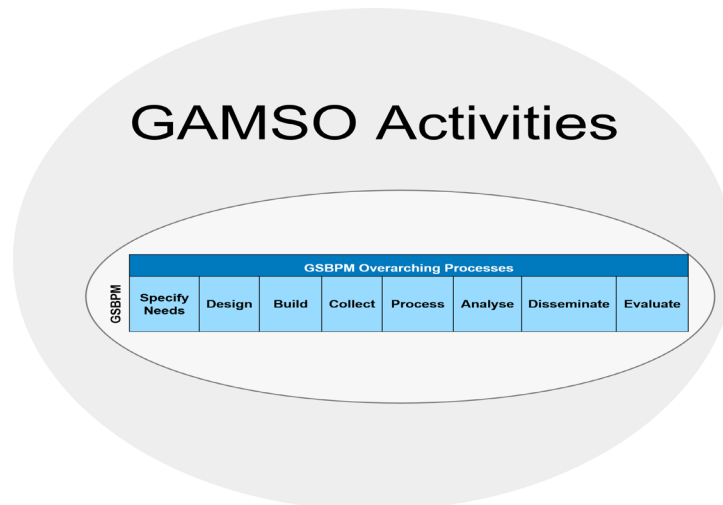 GAMSO Activities
GSBPM Overarching Processes
GSBPM
Specify
Needs
Design
Build
Collect
Process
Analyse
Disseminate
Evaluate